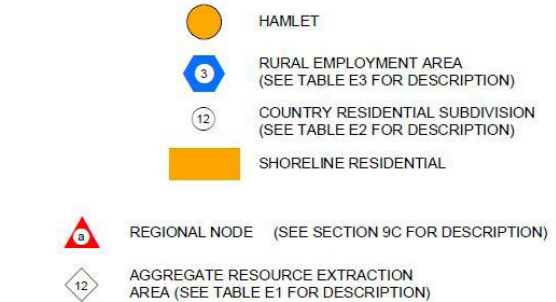 HAMLET
3 RURAL EMPLOYMENT AREA
(SEE TABLE E3 FOR DESCRIPTION)
12 COUNTRY RESIDENTIAL SUBDIVISION
(SEE TABLE E2 FOR DESCRIPTION)
SHORELINE RESIDENTIAL
a REGIONAL NODE (SEE SECTION 9C FOR DESCRIPTION)
12 AGGREGATE RESOURCE EXTRACTION
AREA (SEE TABLE E1 FOR DESCRIPTION)